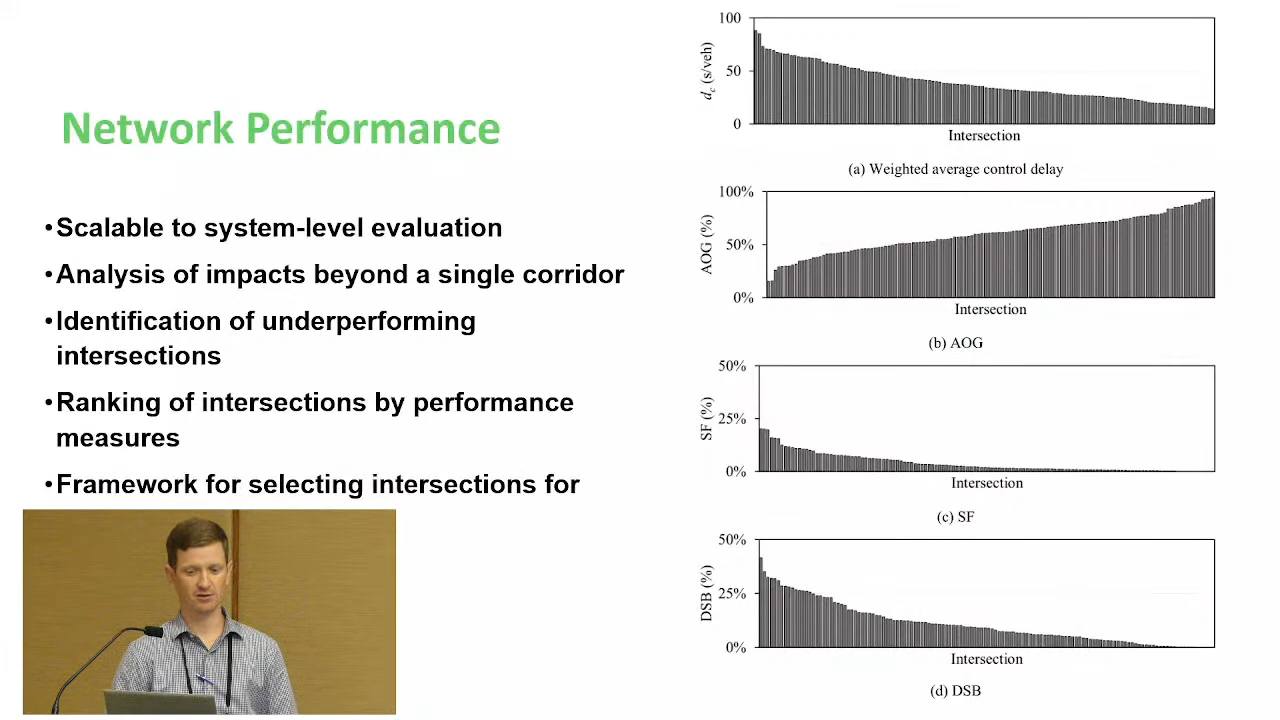 Network Performance
•Scalable to system-level evaluation
•Analysis of impacts beyond a single corridor
•Identification of underperforming
intersections
•Ranking of intersections by performance
measures
•Framework for selecting intersections for
100
50
0
d_c (s/veh)
Intersection
(a) Weighted average control delay
100%
50%
0%
AOG (%)
Intersection
(b) AOG
50%
25%
0%
SF (%)
Intersection
(c) SF
50%
25%
0%
DSB (%)
Intersection
(d) DSB